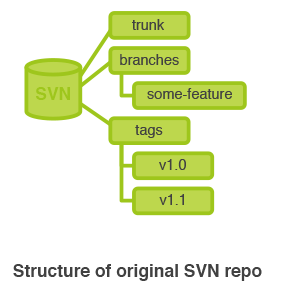 trunk
branches
SVN
some-feature
tags
v1.0
v1.1
Structure of original SVN repo